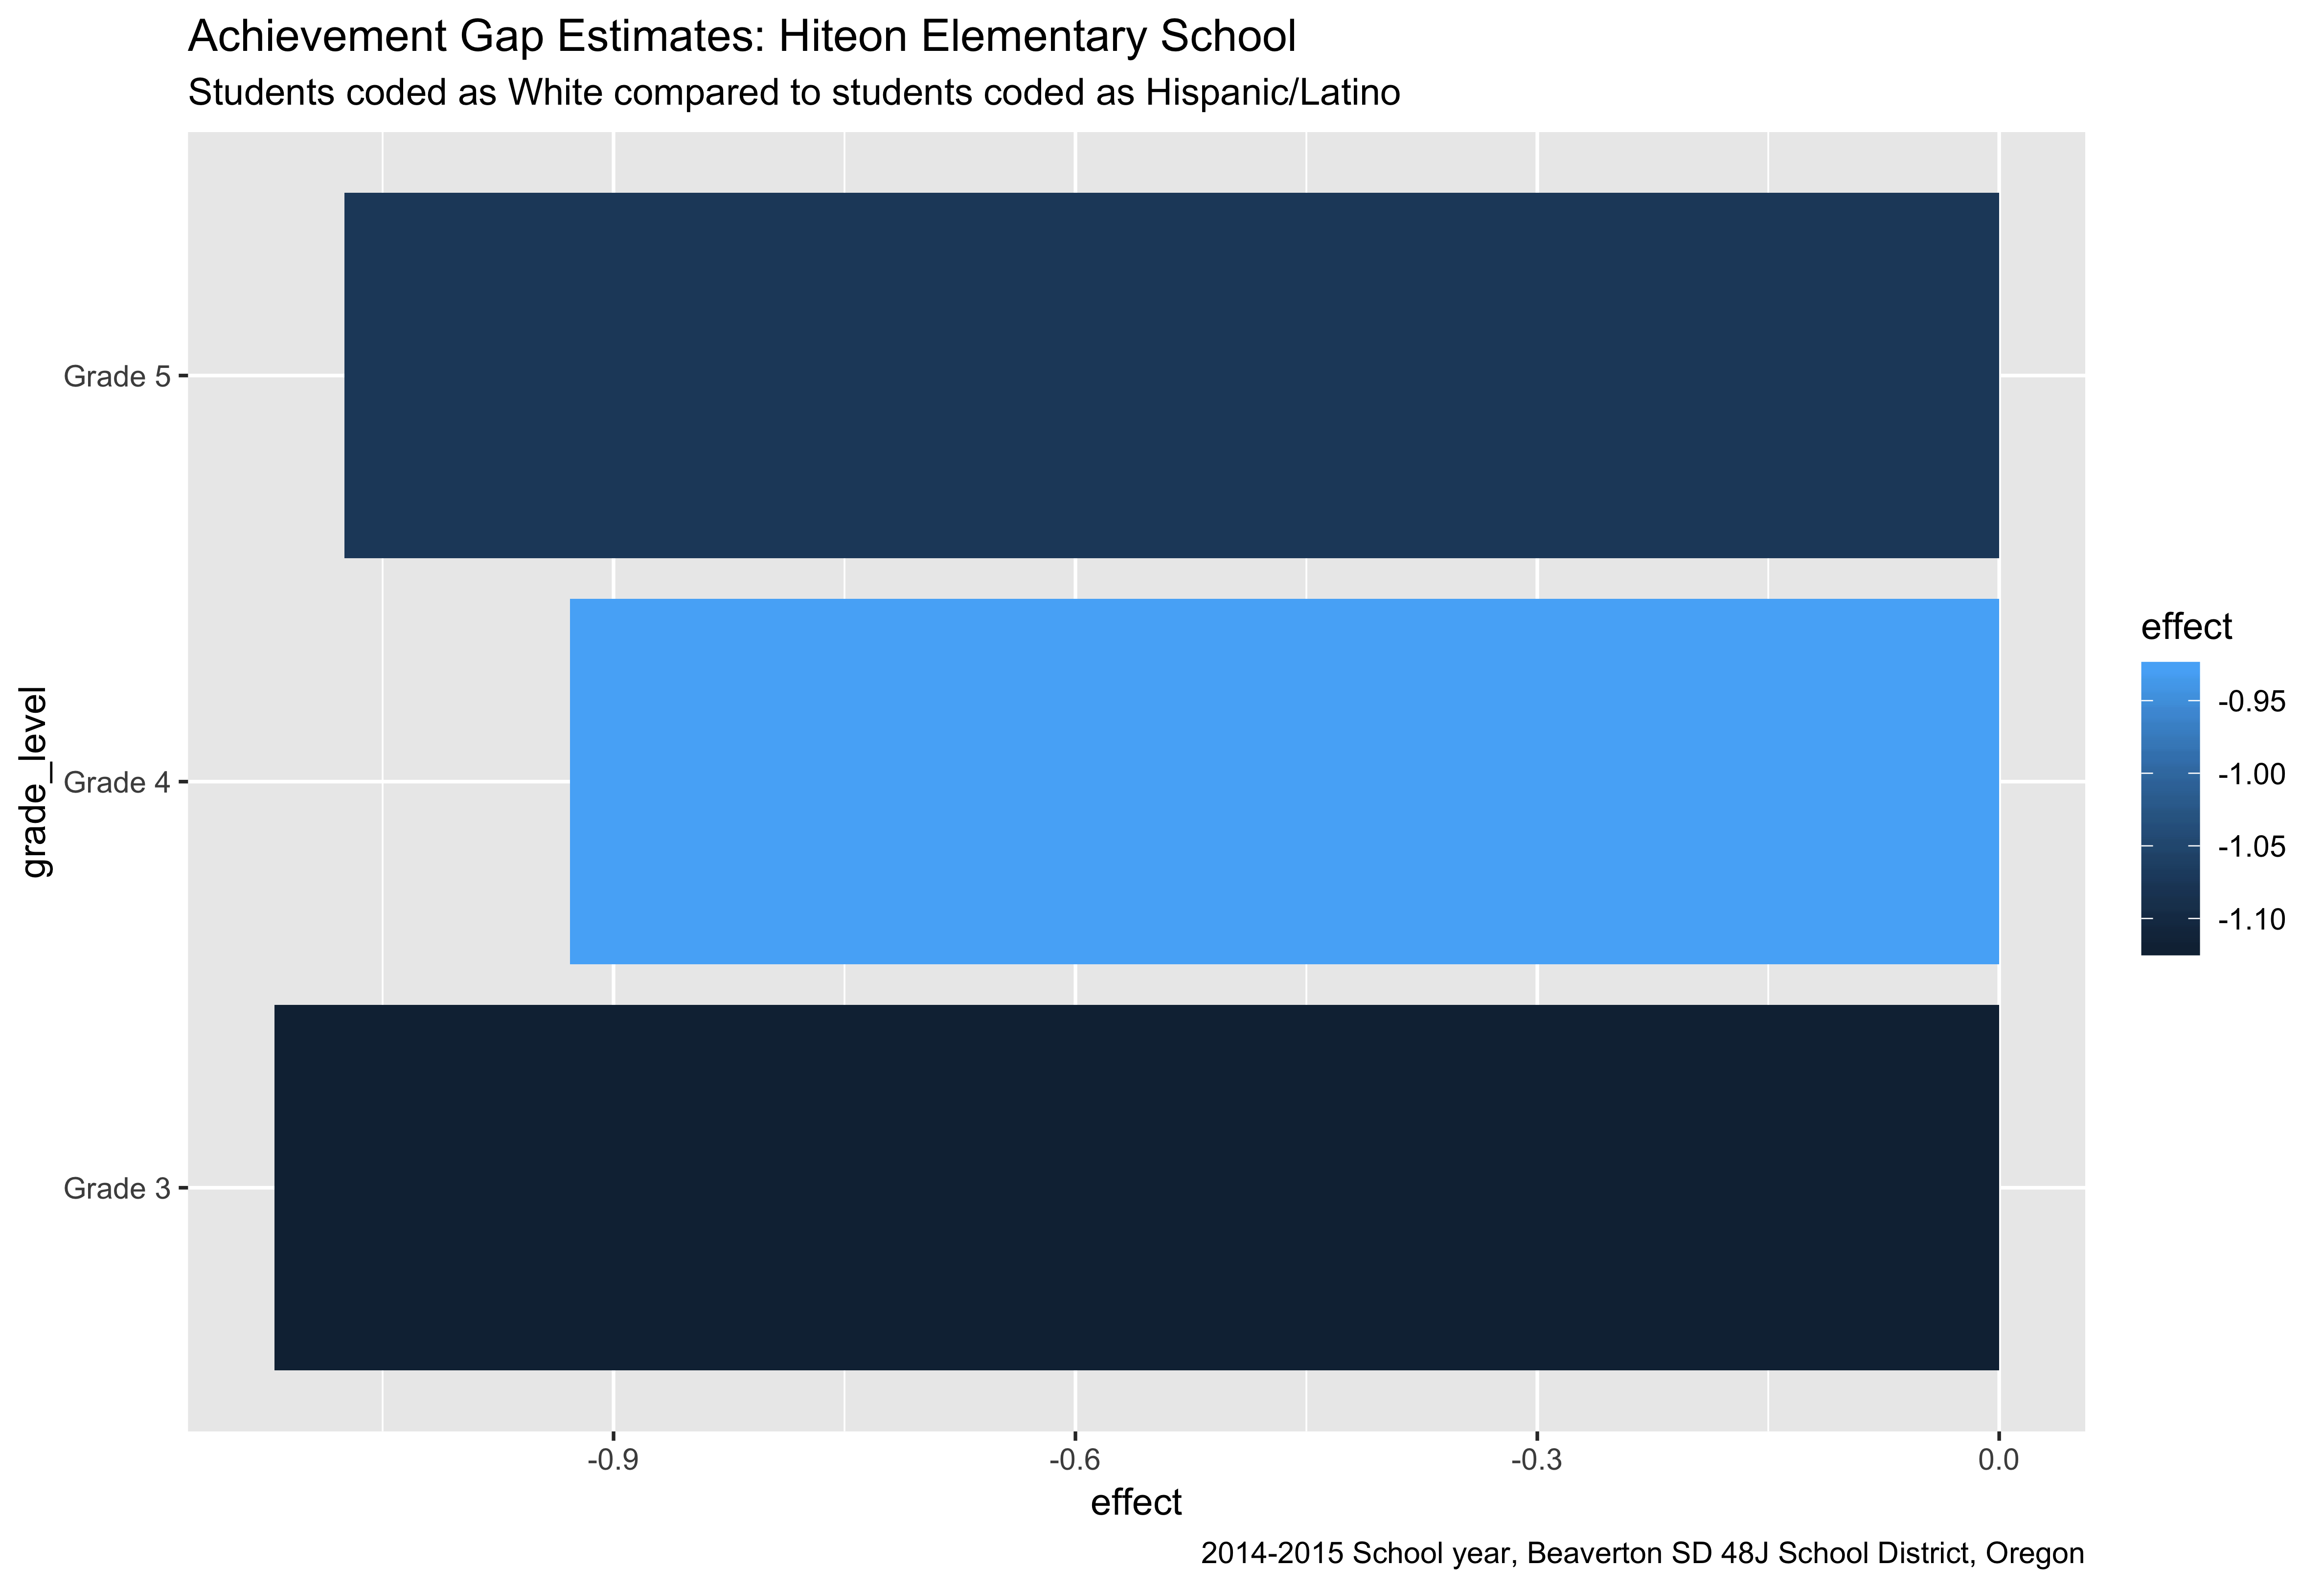 Achievement Gap Estimates: Hiteon Elementary School
Students coded as White compared to students coded as Hispanic/Latino
grade_level
Grade 5
Grade 4
Grade 3
-0.9
-0.6
-0.3
0.0
effect
effect
-0.95
-1.00
-1.05
-1.10
2014-2015 School year, Beaverton SD 48J School District, Oregon